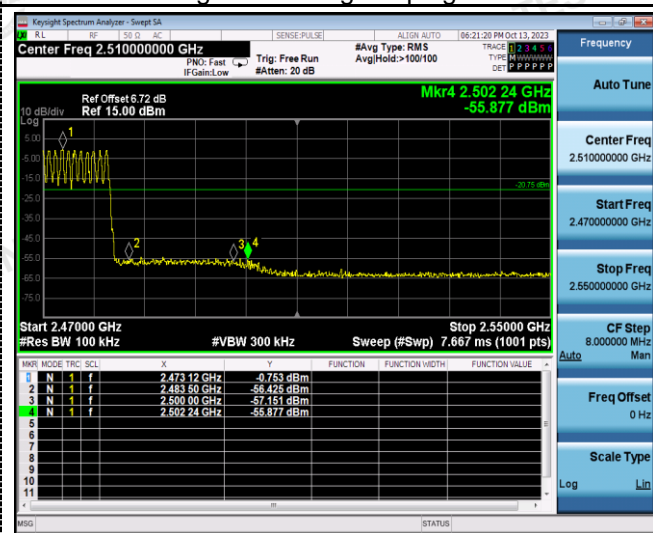 Keysight Spectrum Analyzer - Swept SA
RL RF 50 Ω AC SENSE:PULSE ALIGN AUTO 06:21:20 PM Oct 13, 2023
Center Freq 2.510000000 GHz #Avg Type: RMS TRACE 1 2 3 4 5 6
PNO: Fast Trig: Free Run Avg|Hold:>100/100 TYPE M WWWWW
IFGain:Low #Atten: 20 dB DET P P P P P P
Ref Offset 6.72 dB Mkr4 2.502 24 GHz
10 dB/div Ref 15.00 dBm -55.877 dBm
Log
5.00
-5.00
-15.0
-25.0
-35.0
-45.0
-55.0
-65.0
-75.0
1
2
3
4
-20.75 dBm
Start 2.47000 GHz Stop 2.55000 GHz
#Res BW 100 kHz #VBW 300 kHz Sweep (#Swp) 7.667 ms (1001 pts)
MKR MODE TRC SCL X Y FUNCTION FUNCTION WIDTH FUNCTION VALUE
1 N 1 f 2.473 12 GHz -0.753 dBm
2 N 1 f 2.483 50 GHz -56.425 dBm
3 N 1 f 2.500 00 GHz -57.151 dBm
4 N 1 f 2.502 24 GHz -55.877 dBm
5
6
7
8
9
10
11
MSG STATUS
Frequency
Auto Tune
Center Freq
2.510000000 GHz
Start Freq
2.470000000 GHz
Stop Freq
2.550000000 GHz
CF Step
8.000000 MHz
Auto Man
Freq Offset
0 Hz
Scale Type
Log Lin